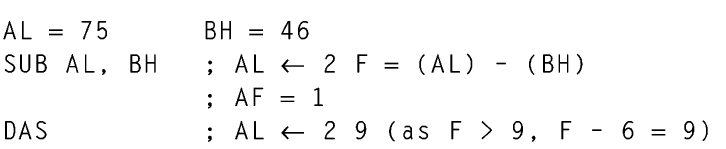 AL = 75 BH = 46
SUB AL, BH ; AL ← 2 F = (AL) - (BH)
; AF = 1
DAS ; AL ← 2 9 (as F > 9, F - 6 = 9)